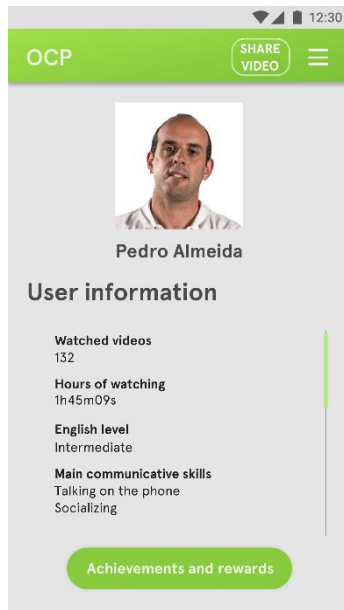 12:30
OCP
SHARE
VIDEO
Pedro Almeida
User information
Watched videos
132
Hours of watching
1h45m09s
English level
Intermediate
Main communicative skills
Talking on the phone
Socializing
Achievements and rewards